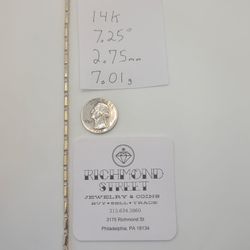 14k
7.25"
2.75mm
7.01g
RICHMOND
STREET
JEWELRY & COINS
BUY • SELL • TRADE
215.634.3860
3175 Richmond St
Philadelphia, PA 19134